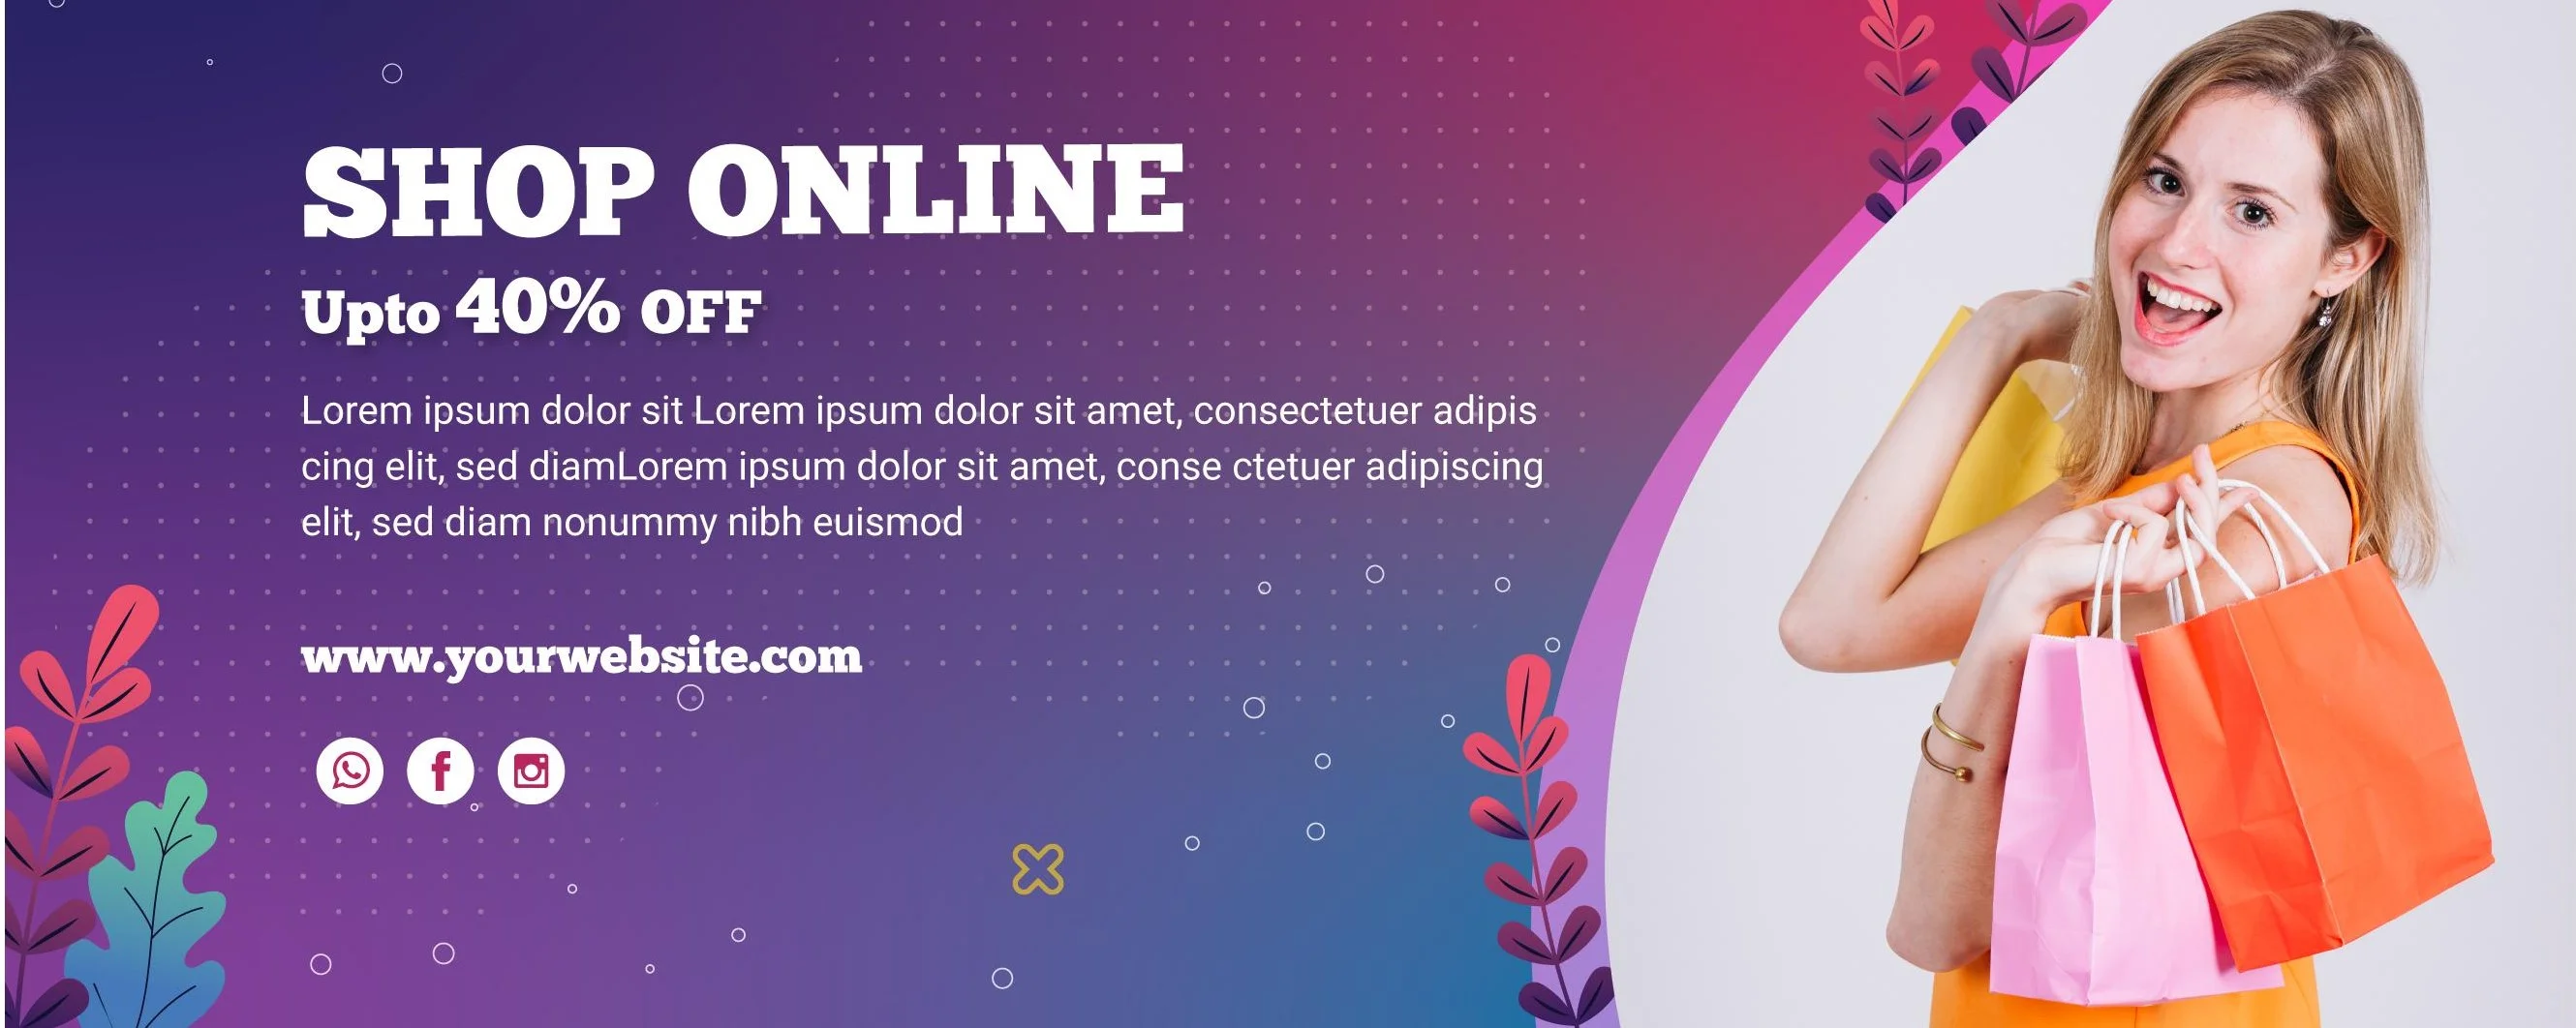 SHOP ONLINE
Upto 40% OFF
Lorem ipsum dolor sit Lorem ipsum dolor sit amet, consectetuer adipis
cing elit, sed diamLorem ipsum dolor sit amet, conse ctetuer adipiscing
elit, sed diam nonummy nibh euismod
www.yourwebsite.com